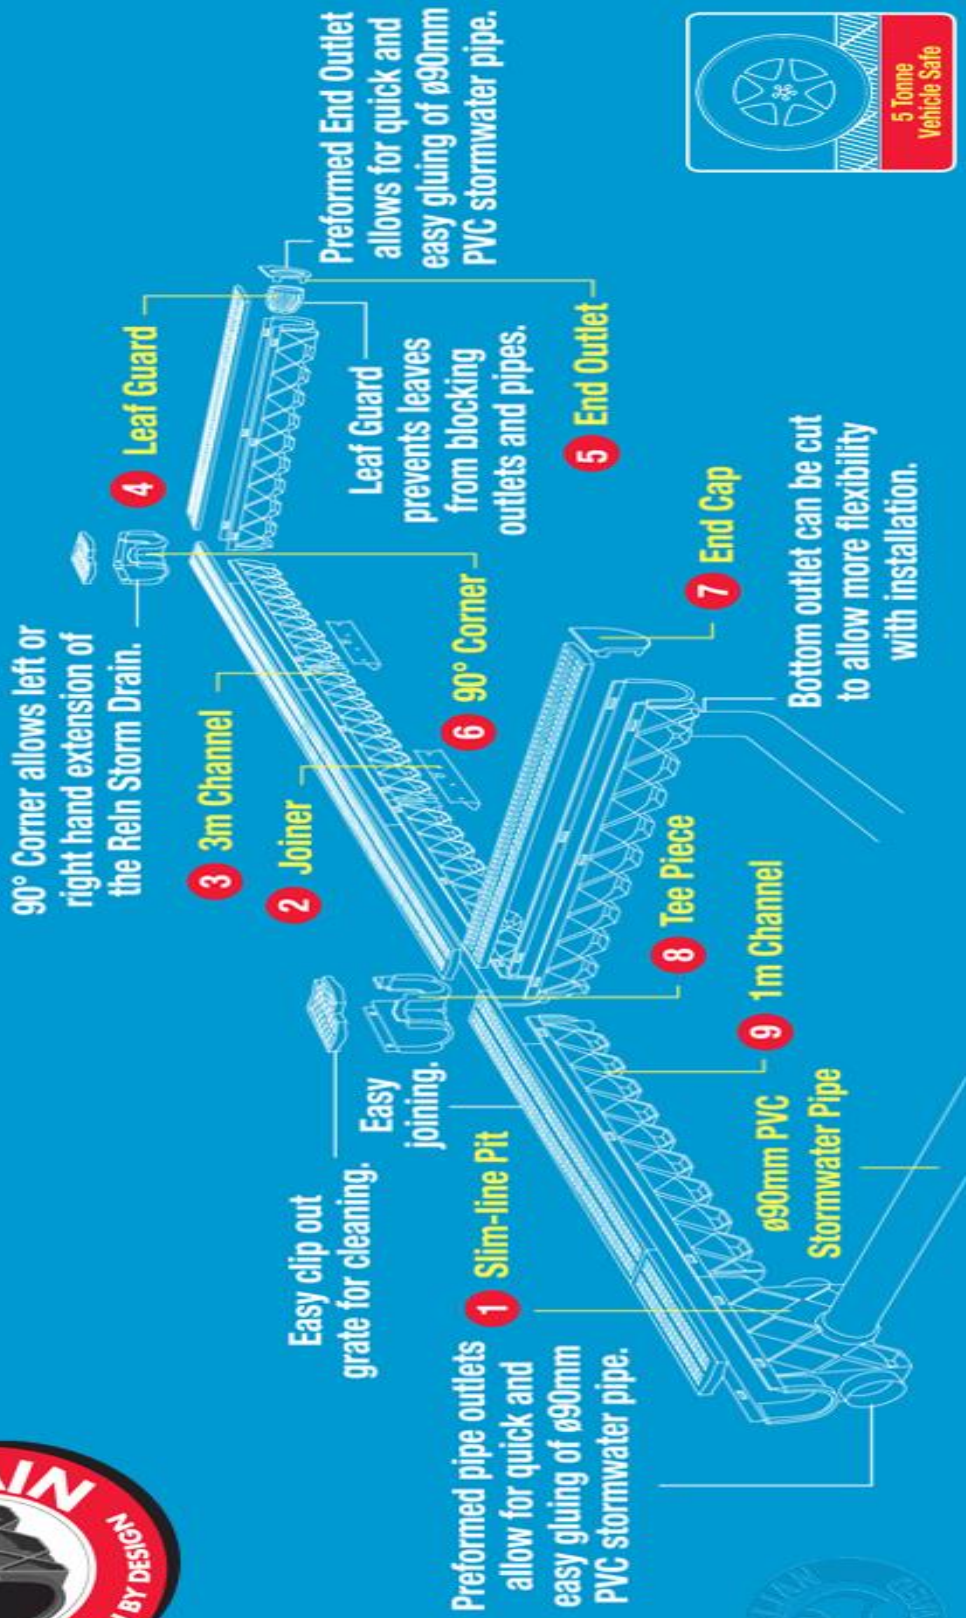 90° Corner allows left or
right hand extension of
the Reln Storm Drain.
4 Leaf Guard
Preformed End Outlet
allows for quick and
easy gluing of ø90mm
PVC stormwater pipe.
3 3m Channel
2 Joiner
Leaf Guard
prevents leaves
from blocking
outlets and pipes.
5 End Outlet
6 90° Corner
7 End Cap
Easy clip out
grate for cleaning.
Easy
joining.
1 Slim-line Pit
8 Tee Piece
9 1m Channel
Bottom outlet can be cut
to allow more flexibility
with installation.
Preformed pipe outlets
allow for quick and
easy gluing of ø90mm
PVC stormwater pipe.
ø90mm PVC
Stormwater Pipe
5 Tonne
Vehicle Safe
BY DESIGN